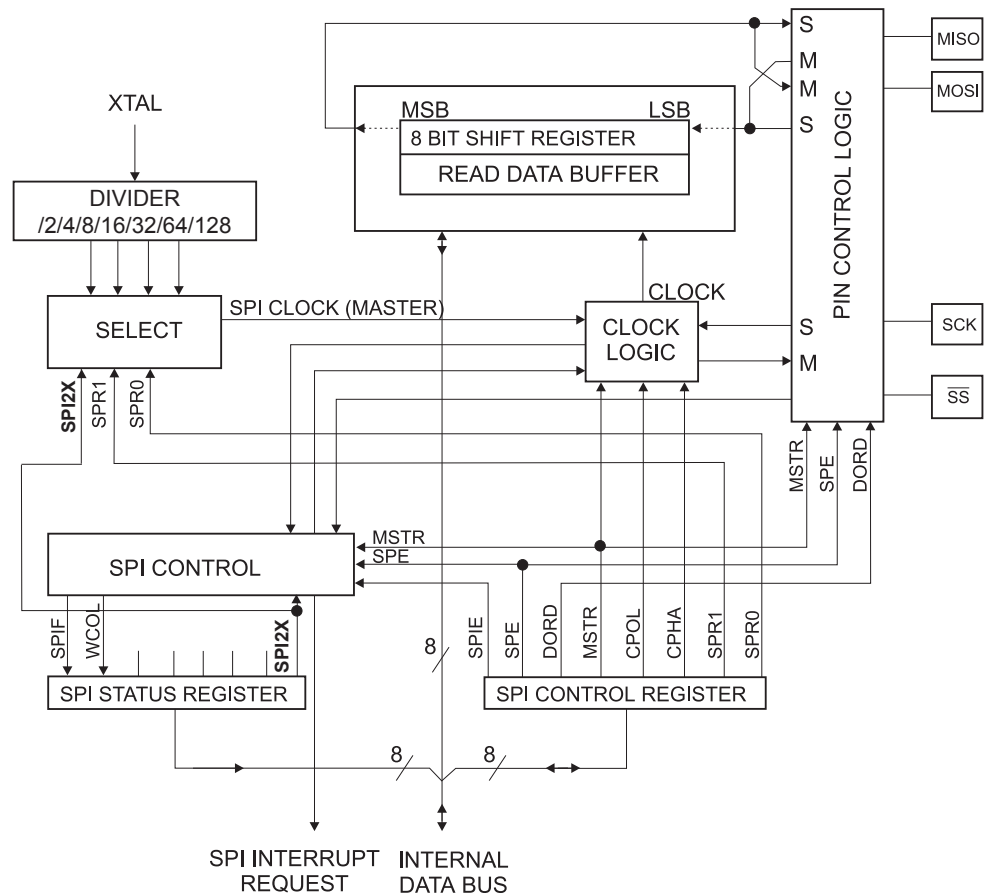 S
MISO
M
M
MOSI
XTAL
MSB
LSB
S
8 BIT SHIFT REGISTER
READ DATA BUFFER
PIN CONTROL LOGIC
DIVIDER
/2/4/8/16/32/64/128
SPI CLOCK (MASTER)
CLOCK
SELECT
CLOCK
LOGIC
S
SCK
M
SPI2X
SPR1
SPR0
SS
MSTR
SPE
DORD
MSTR
SPE
SPI CONTROL
SPIF
WCOL
SPI2X
8
SPIE
SPE
DORD
MSTR
CPOL
CPHA
SPR1
SPR0
SPI STATUS REGISTER
SPI CONTROL REGISTER
8
8
SPI INTERRUPT
REQUEST
INTERNAL
DATA BUS